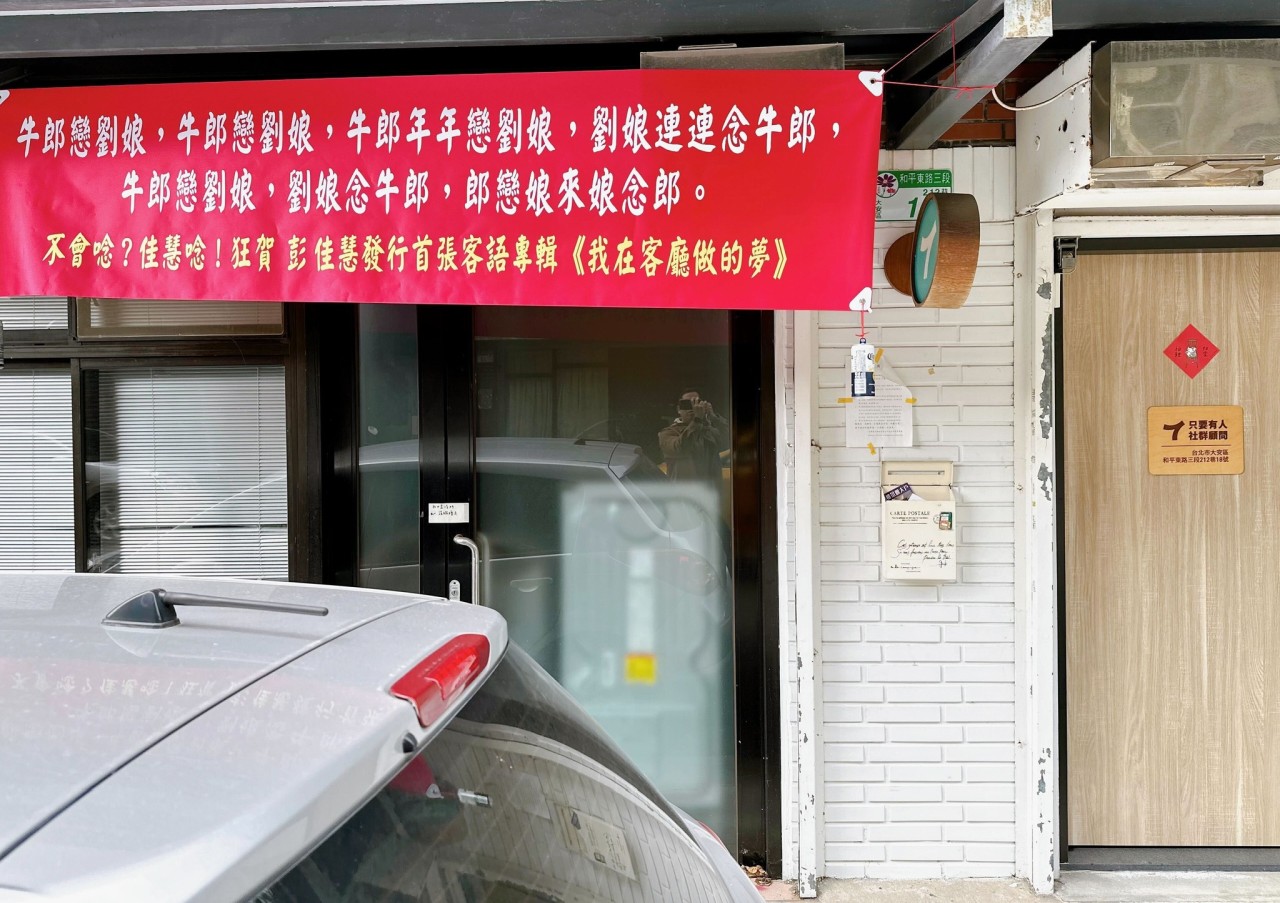 牛郎戀劉娘，牛郎戀劉娘，牛郎年年戀劉娘，劉娘連連念牛郎，
牛郎戀劉娘，劉娘念牛郎，郎戀娘來娘念郎。
不會唸？佳慧唸！狂賀 彭佳慧發行首張客語專輯《我在客廳做的夢》
和平東路三段
CARTE POSTALE
只要有人
社群顧問
台北市大安區
和平東路三段212巷18號